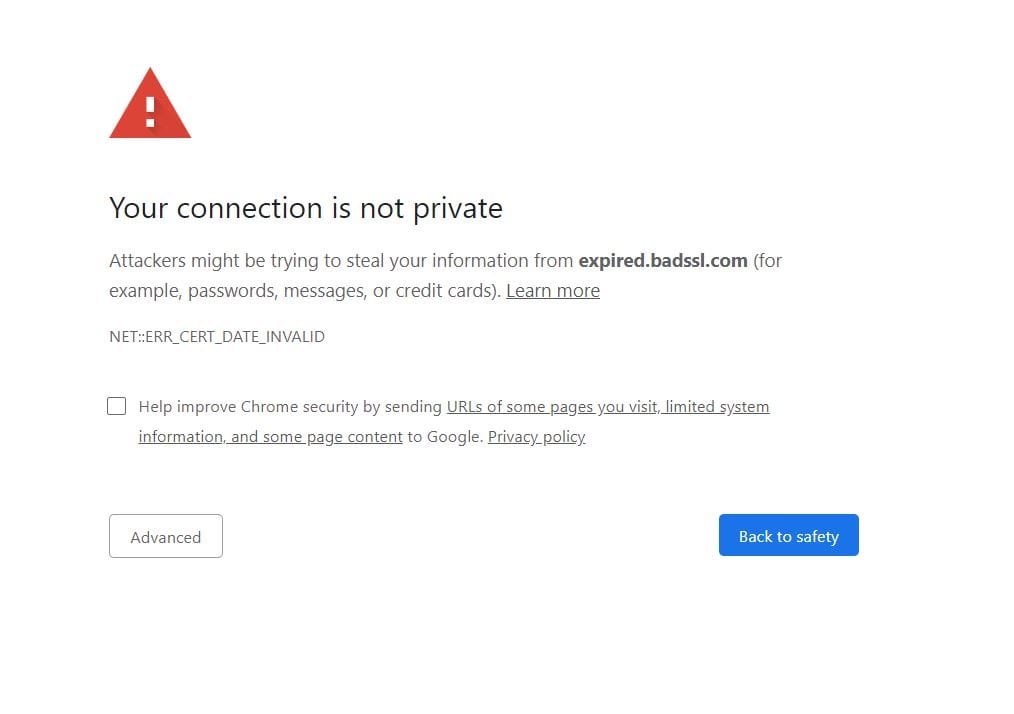 Your connection is not private
Attackers might be trying to steal your information from expired.badssl.com (for
example, passwords, messages, or credit cards). Learn more
NET::ERR_CERT_DATE_INVALID
Help improve Chrome security by sending URLs of some pages you visit, limited system
information, and some page content to Google. Privacy policy
Advanced
Back to safety